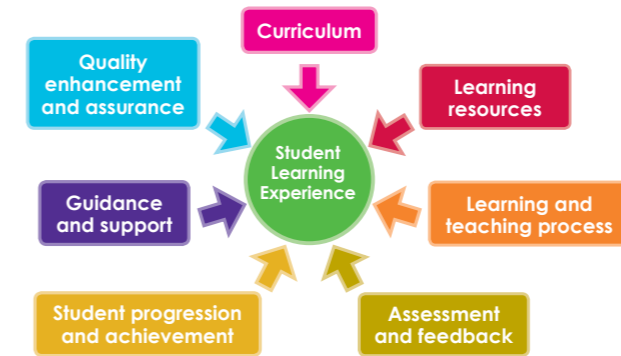 Curriculum
Quality
enhancement
and assurance
Learning
resources
Student
Learning
Experience
Guidance
and support
Learning and
teaching process
Student progression
and achievement
Assessment
and feedback